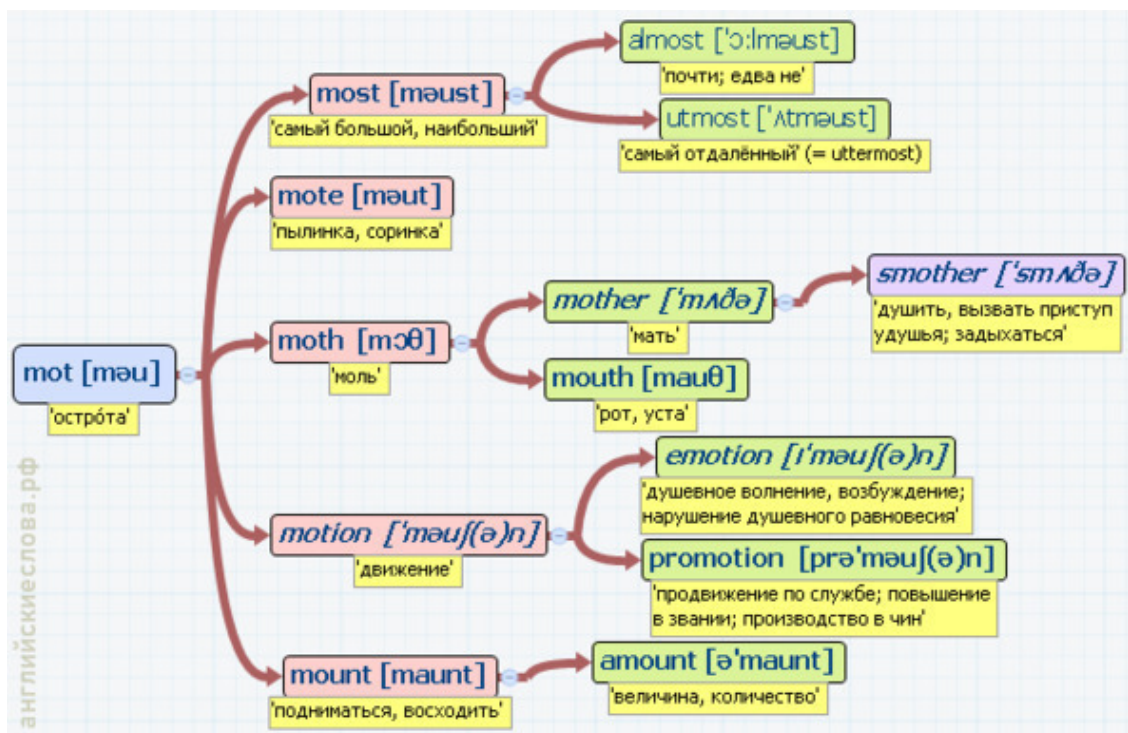 almost ['ɔ:lməust]
'почти; едва не'
most [məust]
'самый большой, наибольший'
utmost ['ʌtməust]
'самый отдалённый' (= uttermost)
mote [məut]
'пылинка, соринка'
smother ['smʌðə]
'душить, вызвать приступ
удушья; задыхаться'
mother ['mʌðə]
'мать'
moth [mɔθ]
'моль'
mouth [mauθ]
'рот, уста'
mot [məu]
'остро́та'
emotion [ɪ'məuʃ(ə)n]
'душевное волнение, возбуждение;
нарушение душевного равновесия'
motion ['məuʃ(ə)n]
'движение'
promotion [prə'məuʃ(ə)n]
'продвижение по службе; повышение
в звании; производство в чин'
mount [maunt]
'подниматься, восходить'
amount [ə'maunt]
'величина, количество'
английскиеслова.рф